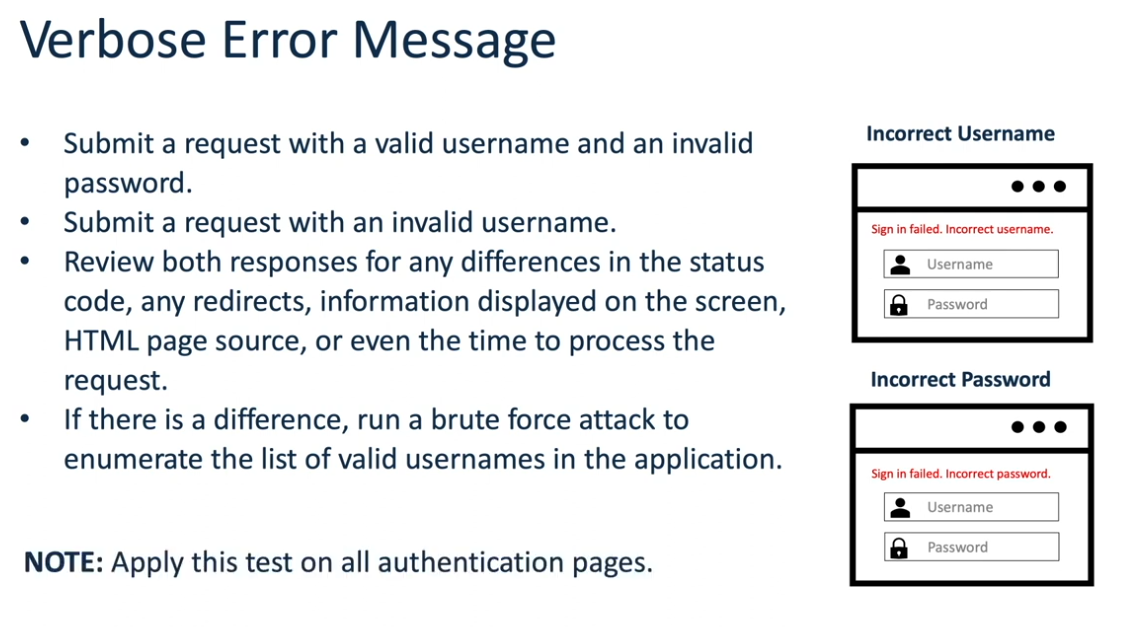 Verbose Error Message
• Submit a request with a valid username and an invalid
password.
• Submit a request with an invalid username.
• Review both responses for any differences in the status
code, any redirects, information displayed on the screen,
HTML page source, or even the time to process the
request.
• If there is a difference, run a brute force attack to
enumerate the list of valid usernames in the application.
NOTE: Apply this test on all authentication pages.
Incorrect Username
Sign in failed. Incorrect username.
Username
Password
Incorrect Password
Sign in failed. Incorrect password.
Username
Password